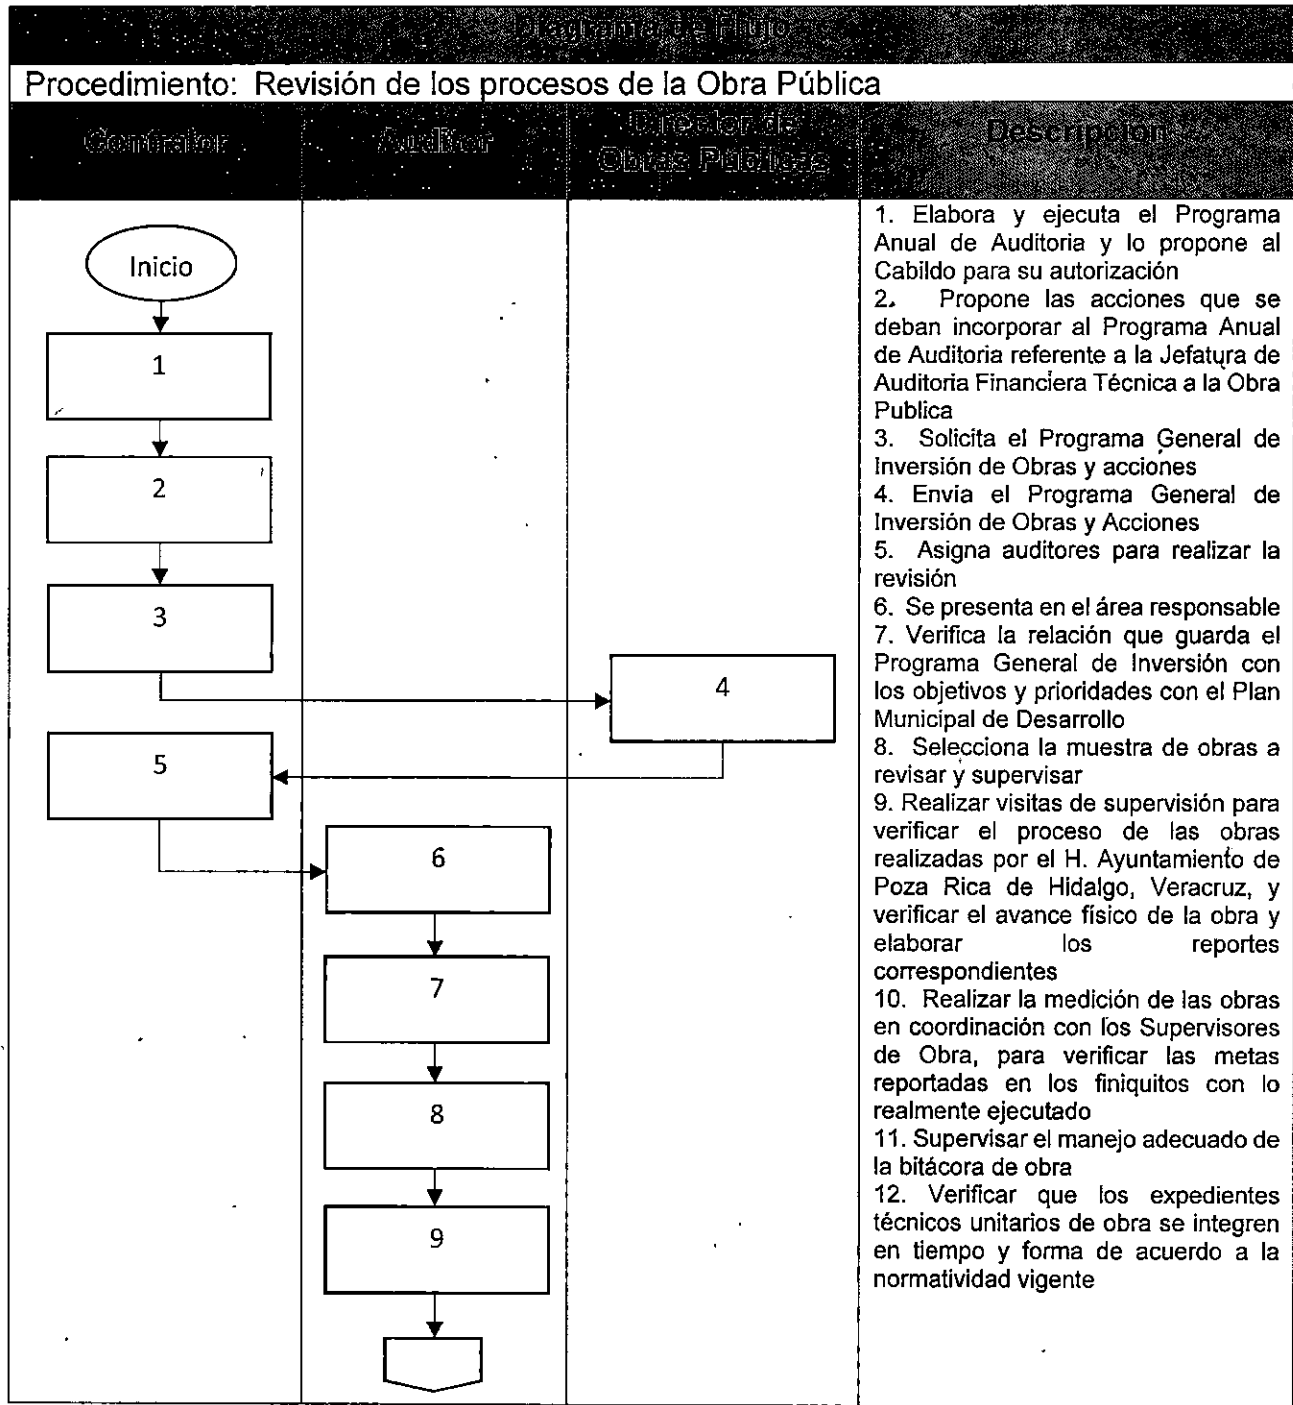 Diagrama de Flujo
Procedimiento: Revisión de los procesos de la Obra Pública
Contralor
Auditor
Director de
Obras Públicas
Descripción
Inicio
1
2
3
4
5
6
7
8
9
1. Elabora y ejecuta el Programa
Anual de Auditoria y lo propone al
Cabildo para su autorización
2. Propone las acciones que se
deban incorporar al Programa Anual
de Auditoria referente a la Jefatura de
Auditoria Financiera Técnica a la Obra
Publica
3. Solicita el Programa General de
Inversión de Obras y acciones
4. Envia el Programa General de
Inversión de Obras y Acciones
5. Asigna auditores para realizar la
revisión
6. Se presenta en el área responsable
7. Verifica la relación que guarda el
Programa General de Inversión con
los objetivos y prioridades con el Plan
Municipal de Desarrollo
8. Selecciona la muestra de obras a
revisar y supervisar
9. Realizar visitas de supervisión para
verificar el proceso de las obras
realizadas por el H. Ayuntamiento de
Poza Rica de Hidalgo, Veracruz, y
verificar el avance físico de la obra y
elaborar los reportes
correspondientes
10. Realizar la medición de las obras
en coordinación con los Supervisores
de Obra, para verificar las metas
reportadas en los finiquitos con lo
realmente ejecutado
11. Supervisar el manejo adecuado de
la bitácora de obra
12. Verificar que los expedientes
técnicos unitarios de obra se integren
en tiempo y forma de acuerdo a la
normatividad vigente